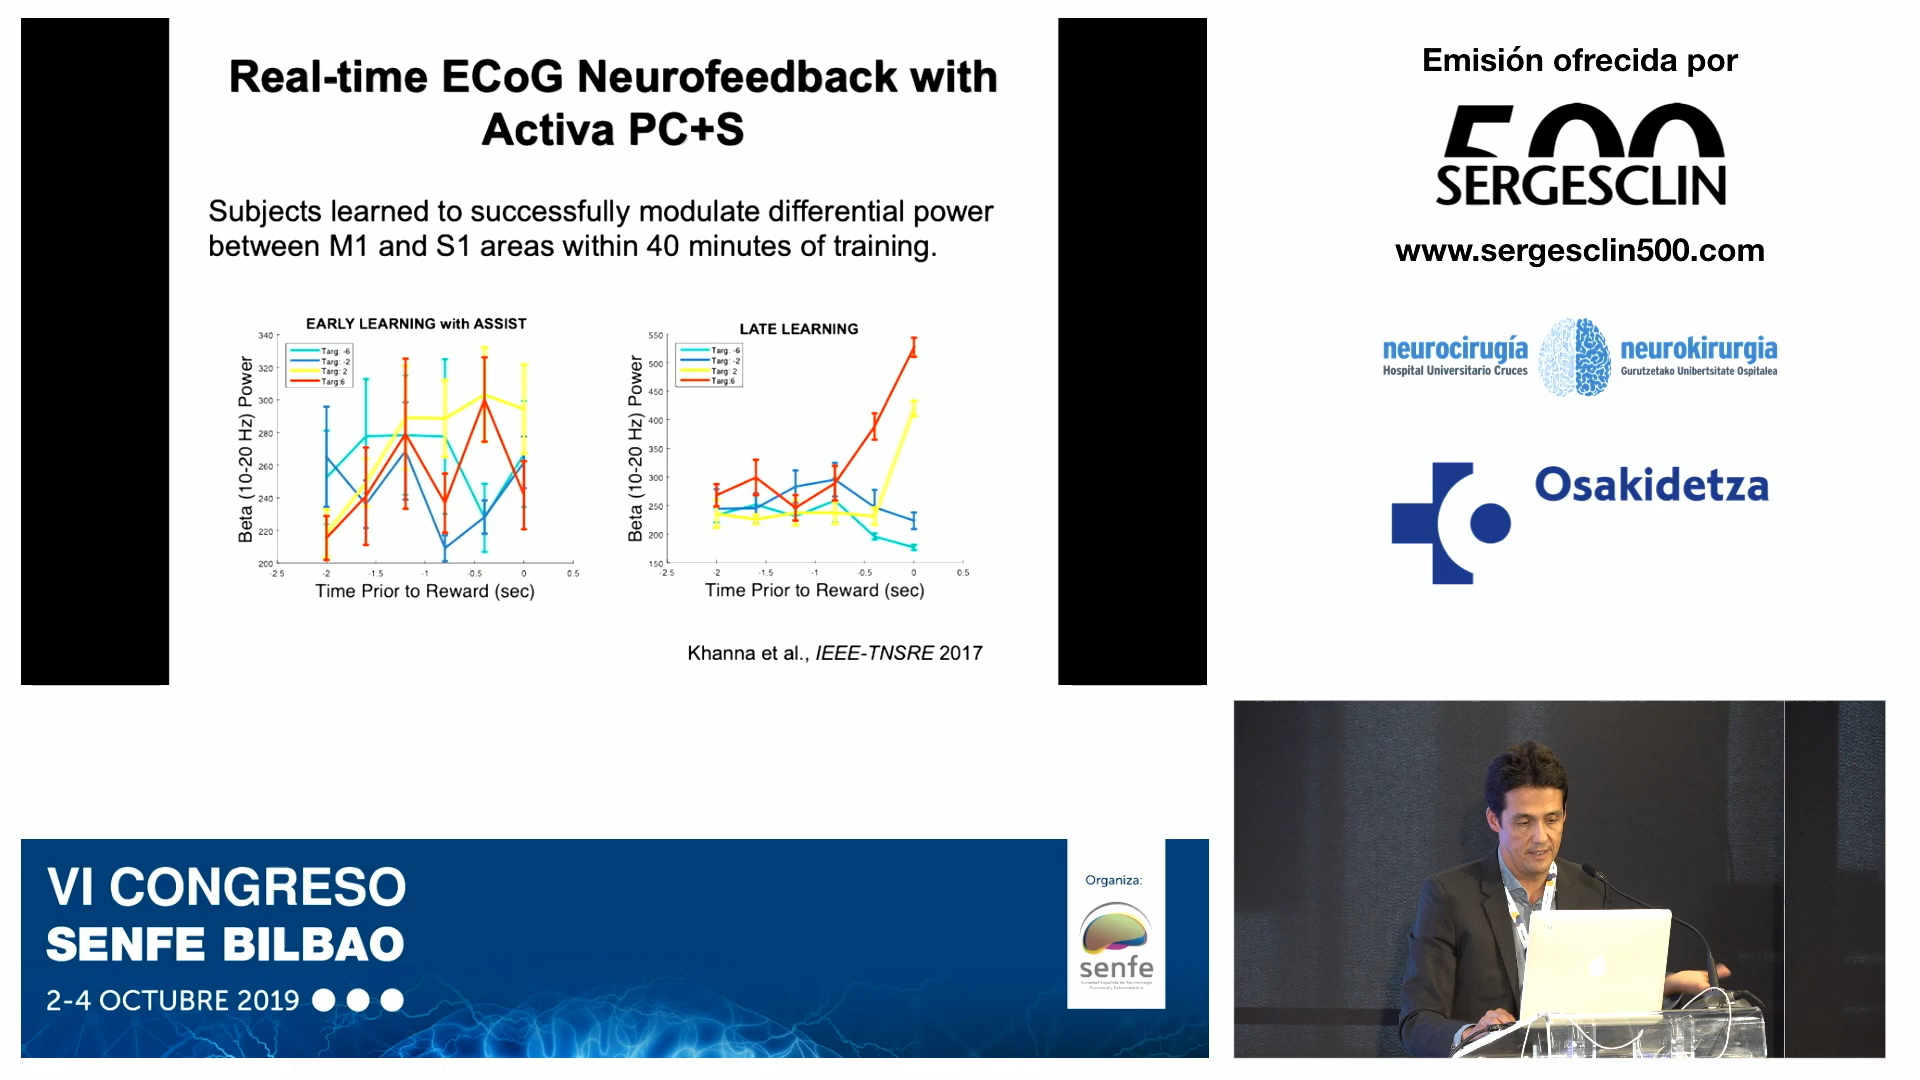 Real-time ECoG Neurofeedback with
Activa PC+S
Subjects learned to successfully modulate differential power
between M1 and S1 areas within 40 minutes of training.
EARLY LEARNING with ASSIST
Targ: -6
Targ: -2
Targ: 2
Targ:6
Beta (10-20 Hz) Power
340
320
300
280
260
240
220
200
-2.5 -2 -1.5 -1 -0.5 0 0.5
Time Prior to Reward (sec)
LATE LEARNING
Targ: -6
Targ: -2
Targ: 2
Targ:6
Beta (10-20 Hz) Power
550
500
450
400
350
300
250
200
150
-2.5 -2 -1.5 -1 -0.5 0 0.5
Time Prior to Reward (sec)
Khanna et al., IEEE-TNSRE 2017
Emisión ofrecida por
500
SERGESCLIN
www.sergesclin500.com
neurocirugía
Hospital Universitario Cruces
neurokirurgia
Gurutzetako Unibertsitate Ospitalea
Osakidetza
VI CONGRESO
SENFE BILBAO
2-4 OCTUBRE 2019
Organiza:
senfe